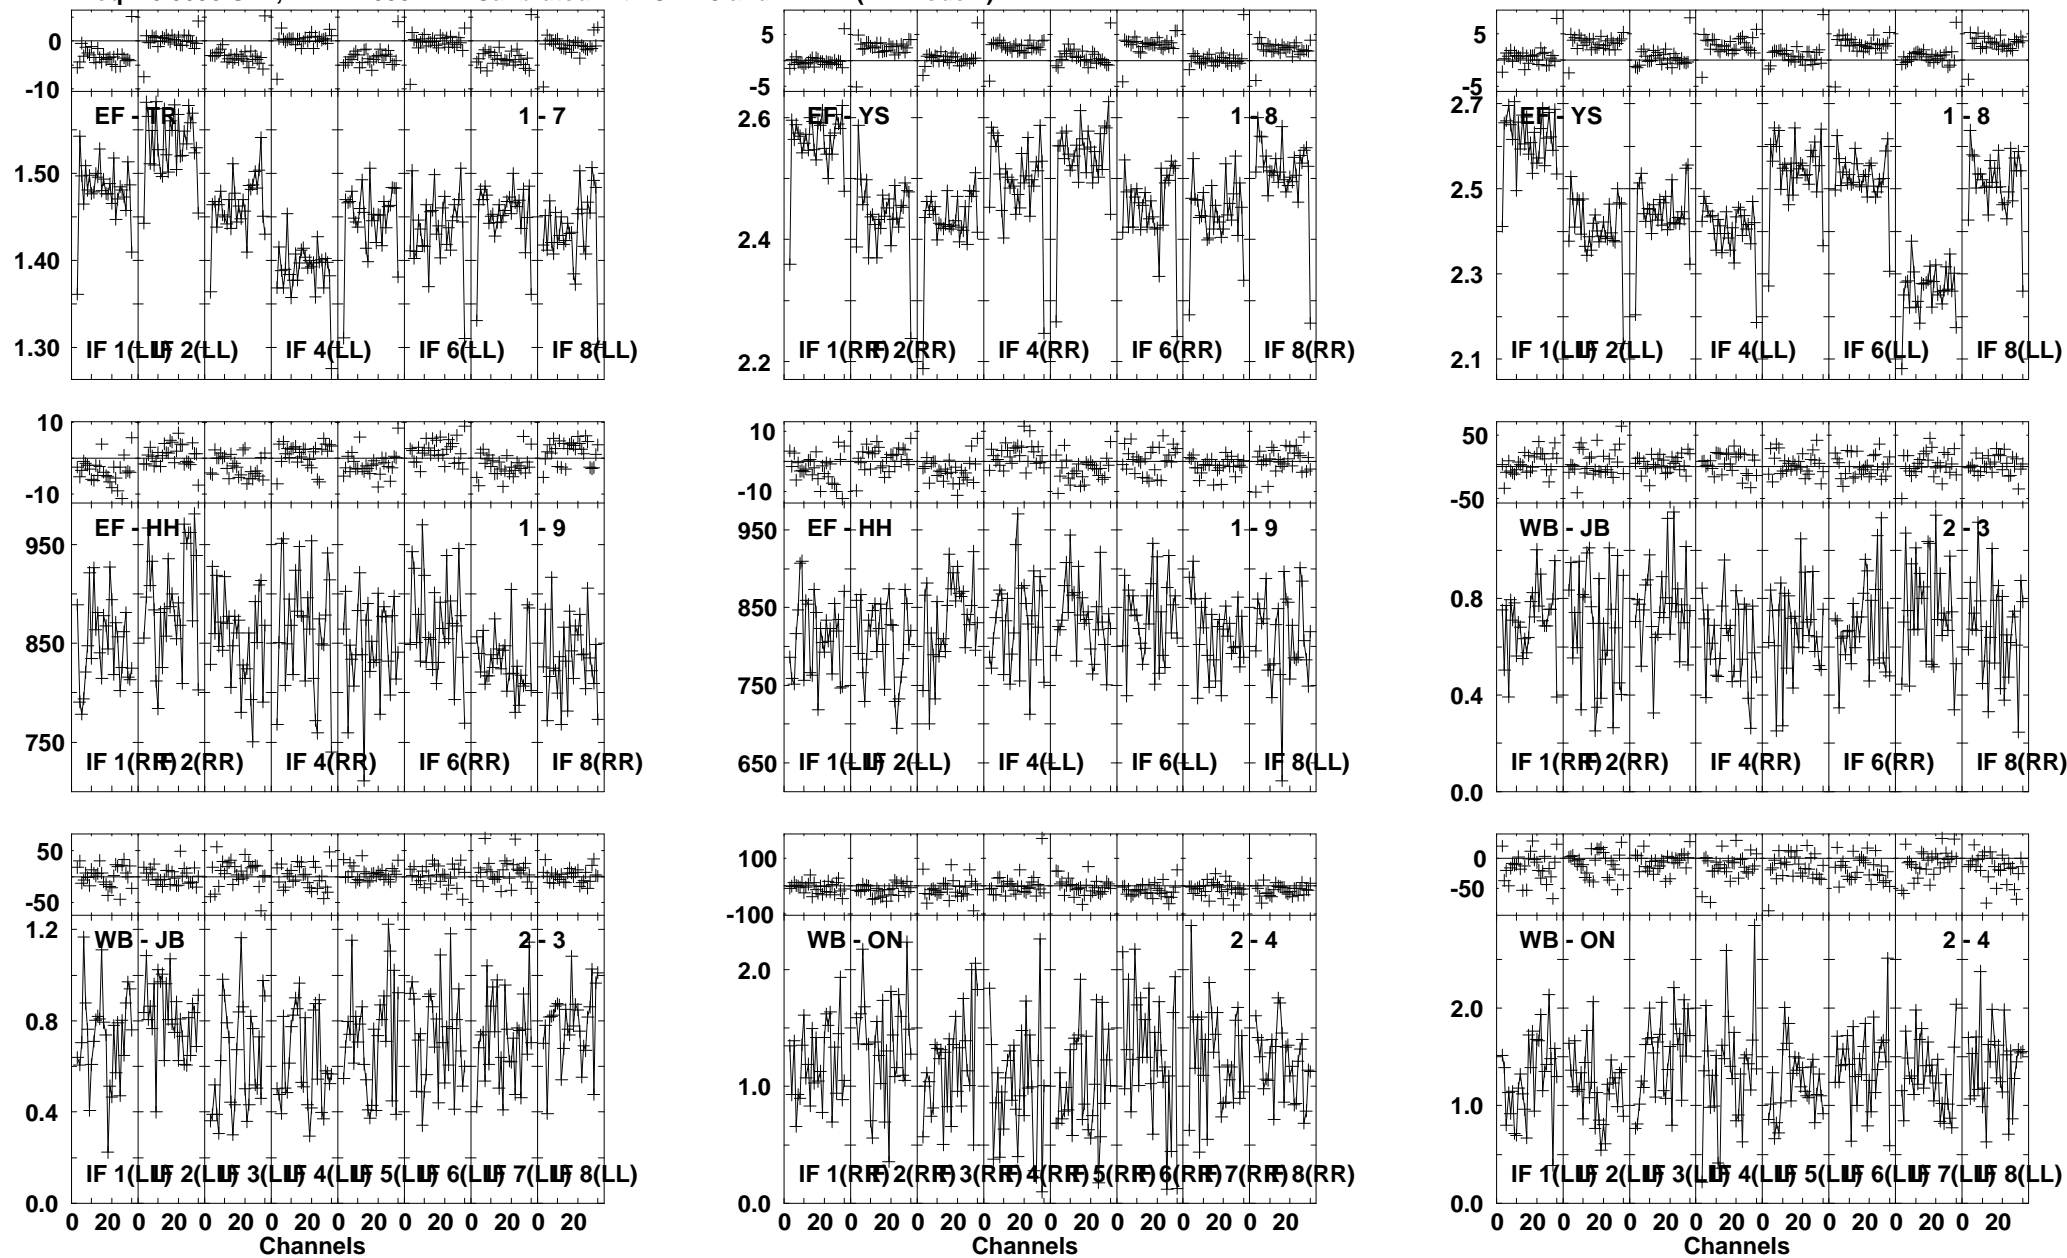 0
-10
EF - TR
1 - 7
1.50
1.40
1.30
IF 1(LL) IF 2(LL) IF 4(LL) IF 6(LL) IF 8(LL)
5
-5
EF - YS
1 - 8
2.6
2.4
2.2
IF 1(RR) IF 2(RR) IF 4(RR) IF 6(RR) IF 8(RR)
5
-5
EF - YS
1 - 8
2.7
2.5
2.3
2.1
IF 1(LL) IF 2(LL) IF 4(LL) IF 6(LL) IF 8(LL)
10
-10
EF - HH
1 - 9
950
850
750
IF 1(RR) IF 2(RR) IF 4(RR) IF 6(RR) IF 8(RR)
10
-10
EF - HH
1 - 9
950
850
750
650
IF 1(LL) IF 2(LL) IF 4(LL) IF 6(LL) IF 8(LL)
50
-50
WB - JB
2 - 3
0.8
0.4
0.0
IF 1(RR) IF 2(RR) IF 4(RR) IF 6(RR) IF 8(RR)
50
-50
WB - JB
2 - 3
1.2
0.8
0.4
0.0
IF 1(LL) IF 2(LL) IF 3(LL) IF 4(LL) IF 5(LL) IF 6(LL) IF 7(LL) IF 8(LL)
0 20 0 20 0 20 0 20 0 20 0 20 0 20 0 20
Channels
100
-100
WB - ON
2 - 4
2.0
1.0
0.0
IF 1(RR) IF 2(RR) IF 3(RR) IF 4(RR) IF 5(RR) IF 6(RR) IF 7(RR) IF 8(RR)
0 20 0 20 0 20 0 20 0 20 0 20 0 20 0 20
Channels
0
-50
WB - ON
2 - 4
2.0
1.0
0.0
IF 1(LL) IF 2(LL) IF 3(LL) IF 4(LL) IF 5(LL) IF 6(LL) IF 7(LL) IF 8(LL)
0 20 0 20 0 20 0 20 0 20 0 20 0 20 0 20
Channels